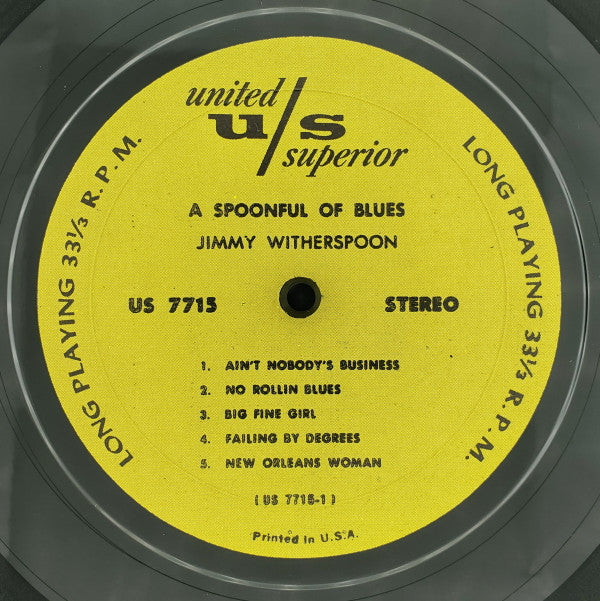 united
u/s
superior
A SPOONFUL OF BLUES
JIMMY WITHERSPOON
US 7715
STEREO
1. AIN'T NOBODY'S BUSINESS
2. NO ROLLIN BLUES
3. BIG FINE GIRL
4. FAILING BY DEGREES
5. NEW ORLEANS WOMAN
( US 7715-1 )
Printed in U.S.A.
LONG PLAYING 33⅓ R.P.M.
LONG PLAYING 33⅓ R.P.M.